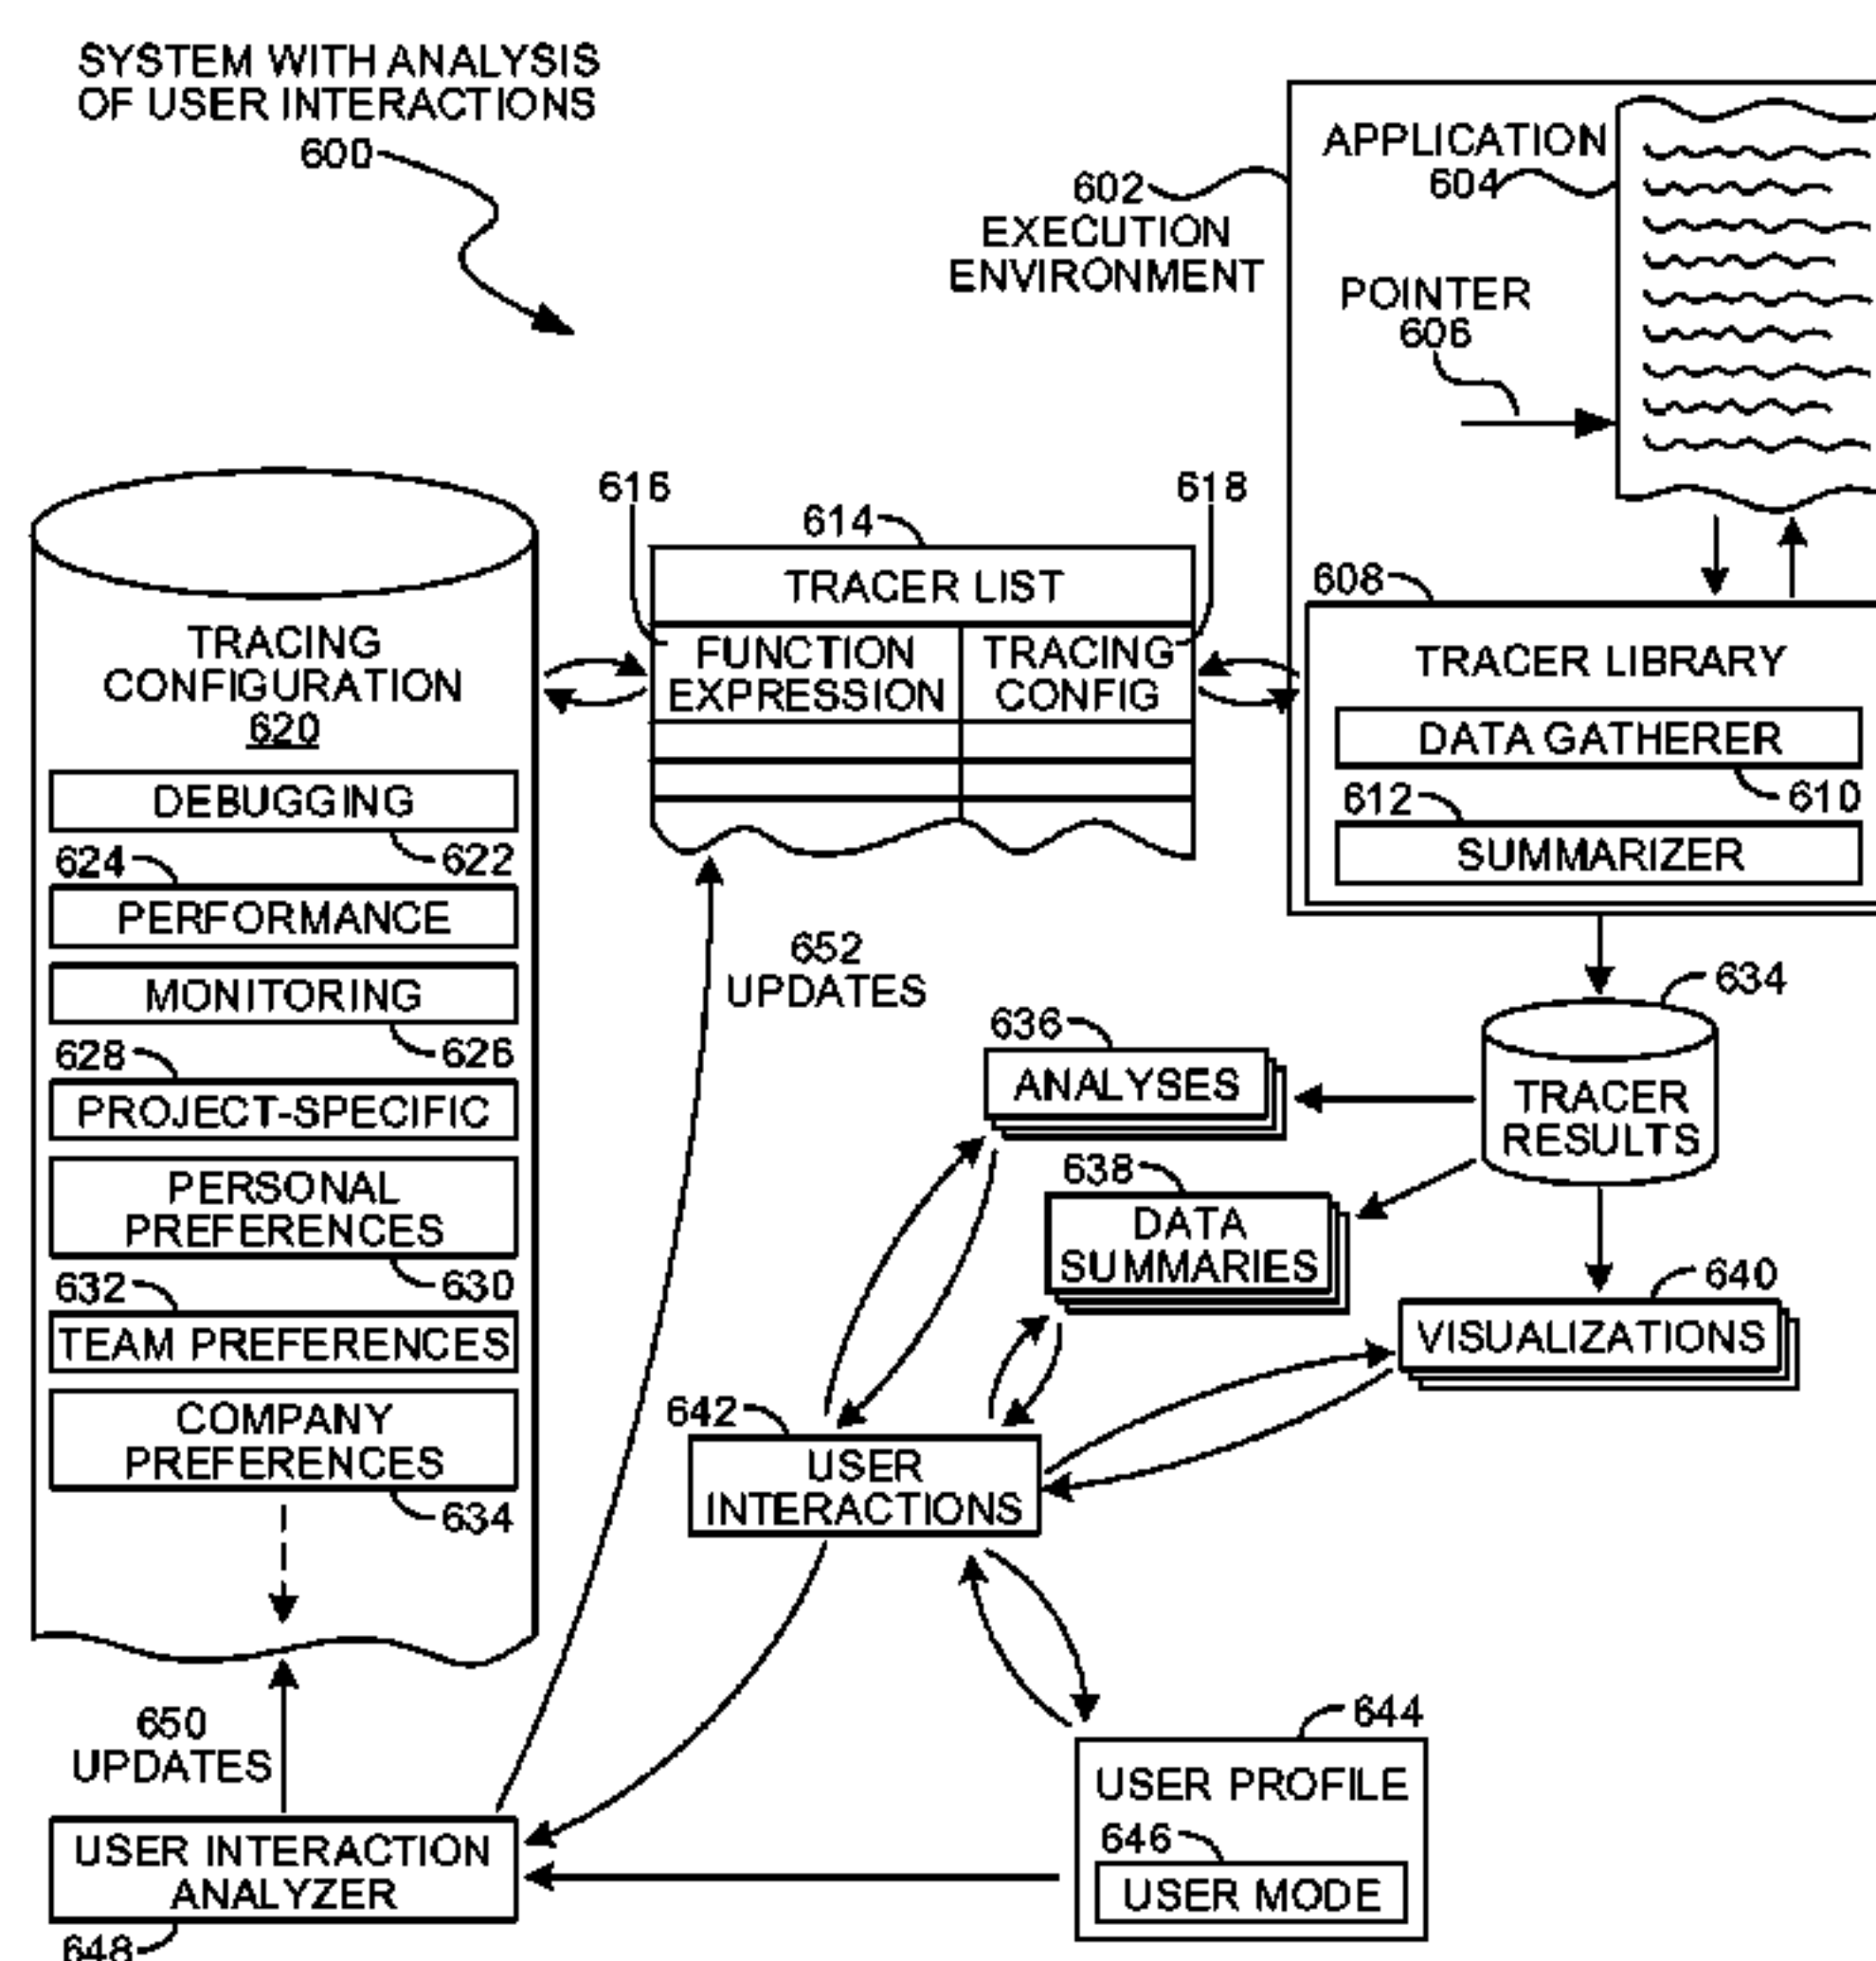 SYSTEM WITH ANALYSIS
OF USER INTERACTIONS
600
602
EXECUTION
ENVIRONMENT
APPLICATION
604
POINTER
606
616
614
618
TRACER LIST
FUNCTION
EXPRESSION
TRACING
CONFIG
608
TRACER LIBRARY
DATA GATHERER
610
612
SUMMARIZER
TRACING
CONFIGURATION
620
DEBUGGING
622
624
PERFORMANCE
MONITORING
626
628
PROJECT-SPECIFIC
PERSONAL
PREFERENCES
630
632
TEAM PREFERENCES
COMPANY
PREFERENCES
634
652
UPDATES
634
TRACER
RESULTS
636
ANALYSES
638
DATA
SUMMARIES
640
VISUALIZATIONS
642
USER
INTERACTIONS
650
UPDATES
644
USER PROFILE
646
USER MODE
USER INTERACTION
ANALYZER
648